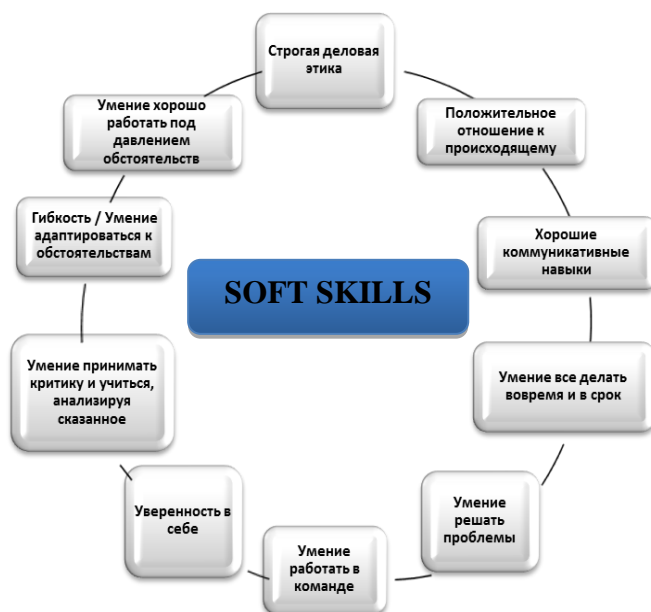 Строгая деловая
этика
Положительное
отношение к
происходящему
Хорошие
коммуникативные
навыки
Умение все делать
вовремя и в срок
Умение
решать
проблемы
Умение
работать в
команде
Уверенность в
себе
Умение принимать
критику и учиться,
анализируя
сказанное
Гибкость / Умение
адаптироваться к
обстоятельствам
Умение хорошо
работать под
давлением
обстоятельств
SOFT SKILLS